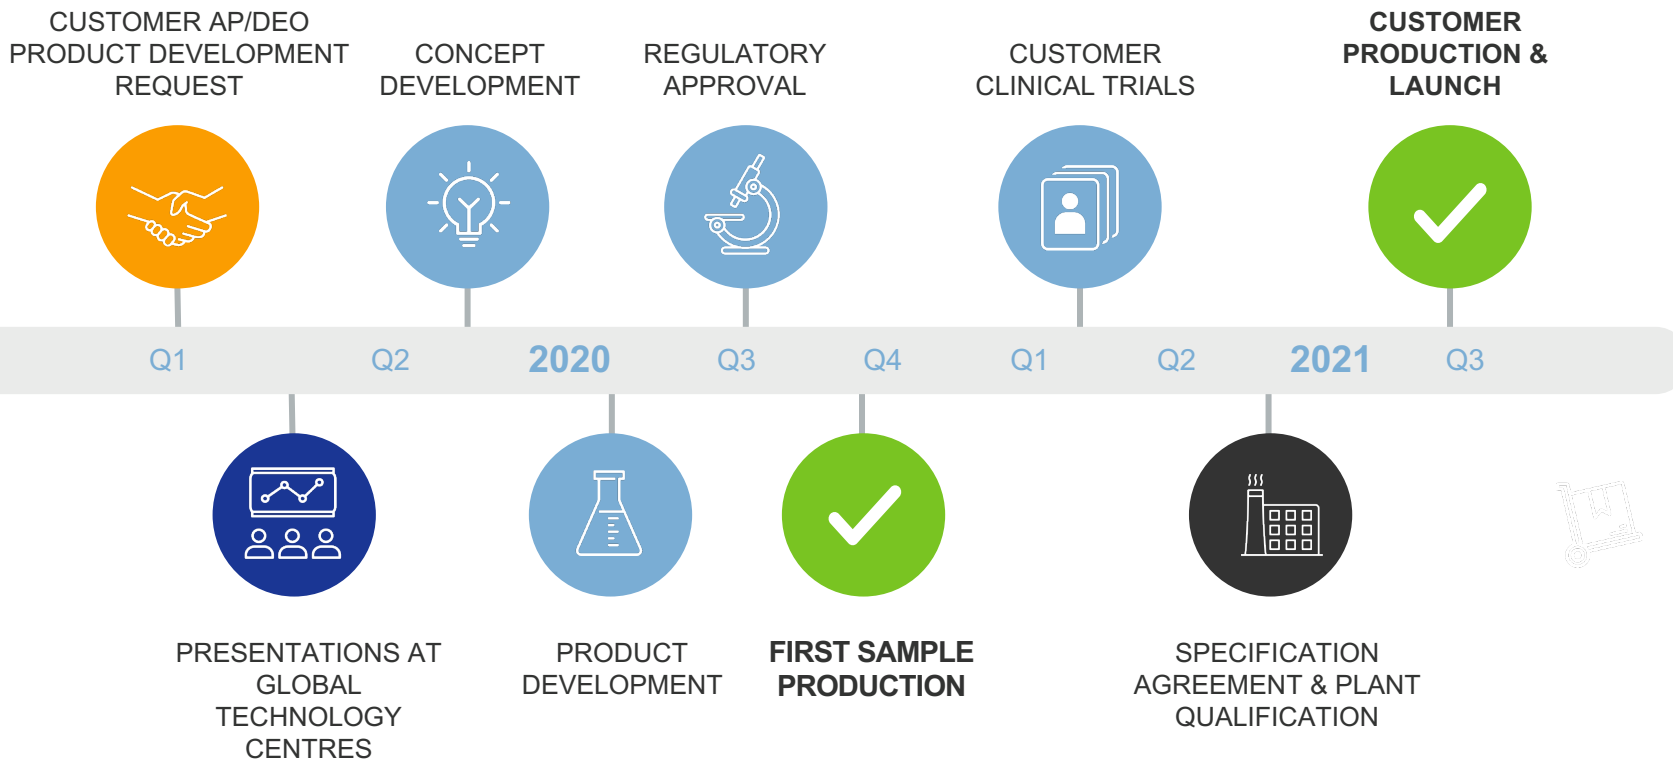 CUSTOMER AP/DEO
PRODUCT DEVELOPMENT
REQUEST
CONCEPT
DEVELOPMENT
REGULATORY
APPROVAL
CUSTOMER
CLINICAL TRIALS
CUSTOMER
PRODUCTION &
LAUNCH
Q1 Q2 2020 Q3 Q4 Q1 Q2 2021 Q3
PRESENTATIONS AT
GLOBAL
TECHNOLOGY
CENTRES
PRODUCT
DEVELOPMENT
FIRST SAMPLE
PRODUCTION
SPECIFICATION
AGREEMENT & PLANT
QUALIFICATION